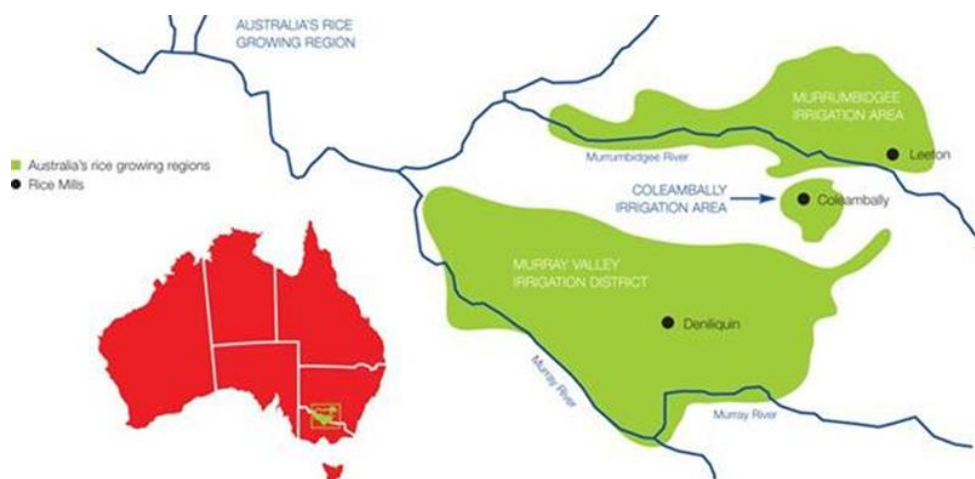 AUSTRALIA'S RICE
GROWING REGION
MURRUMBIDGEE
IRRIGATION AREA
Murrumbidgee River
Leeton
Australia's rice growing regions
Rice Mills
COLEAMBALLY
IRRIGATION AREA
Coleambally
MURRAY VALLEY
IRRIGATION DISTRICT
Deniliquin
Murray River
Murray River